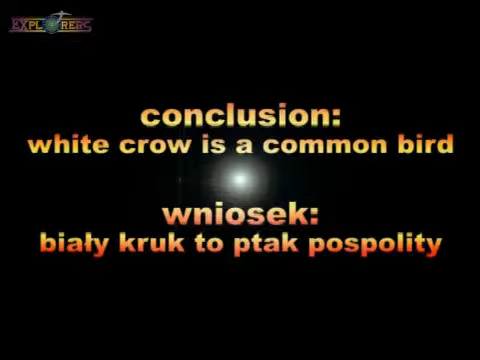 EXPLORERS
conclusion:
white crow is a common bird
wniosek:
biały kruk to ptak pospolity